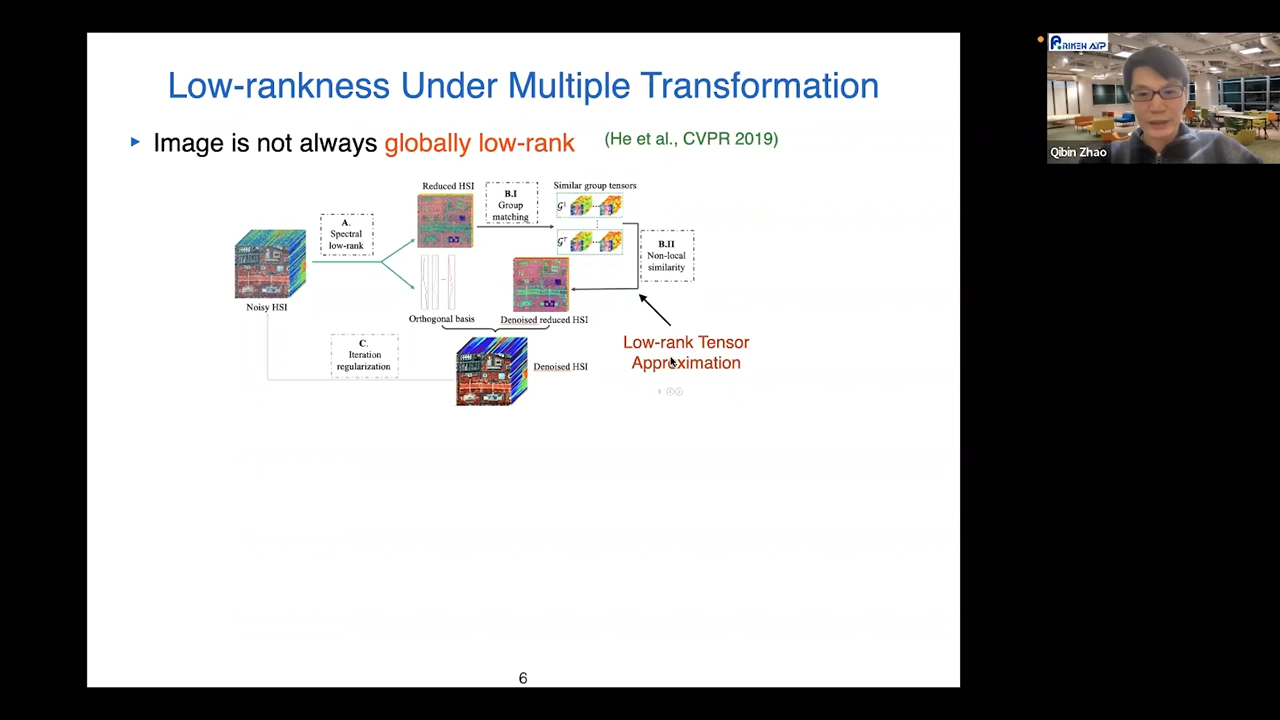 Low-rankness Under Multiple Transformation
Image is not always globally low-rank
(He et al., CVPR 2019)
Noisy HSI
A.
Spectral
low-rank
Reduced HSI
Orthogonal basis
B.I
Group
matching
Similar group tensors
B.II
Non-local
similarity
Denoised reduced HSI
C.
Iteration
regularization
Denoised HSI
Low-rank Tensor
Approximation
6
RIKEN AIP
Qibin Zhao